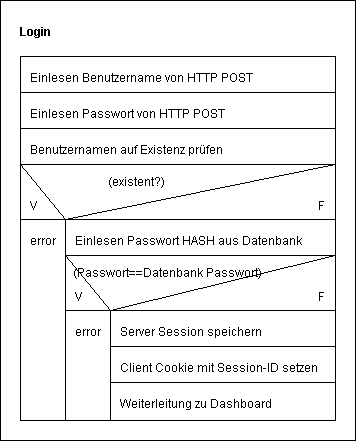 Login
Einlesen Benutzername von HTTP POST
Einlesen Passwort von HTTP POST
Benutzernamen auf Existenz prüfen
(existent?)
V F
error Einlesen Passwort HASH aus Datenbank
(Passwort==Datenbank Passwort)
V F
error Server Session speichern
Client Cookie mit Session-ID setzen
Weiterleitung zu Dashboard